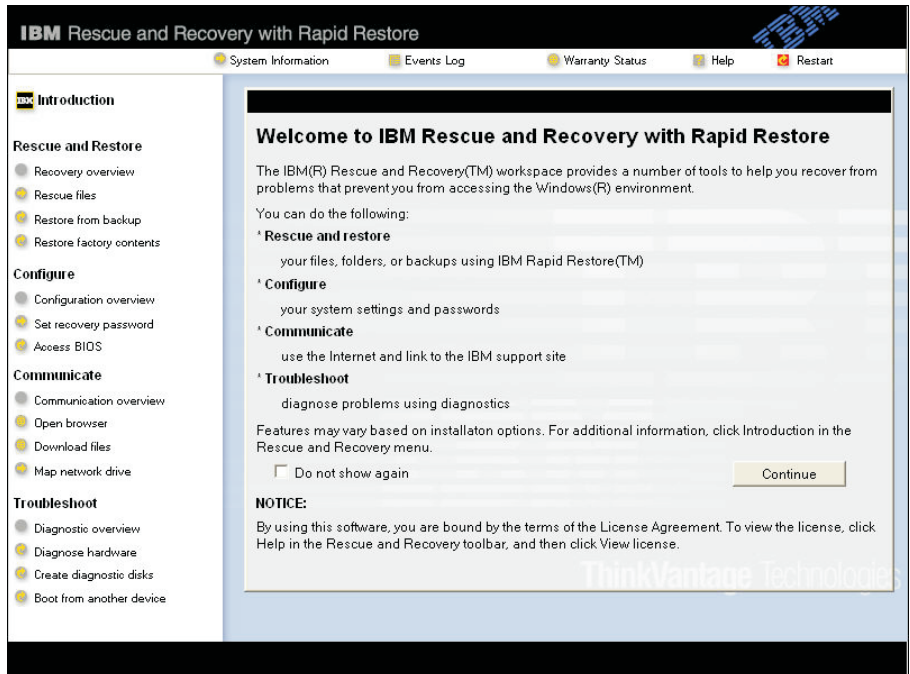 IBM Rescue and Recovery with Rapid Restore
IBM
System Information
Events Log
Warranty Status
Help
Restart
IBM Introduction
Rescue and Restore
Recovery overview
Rescue files
Restore from backup
Restore factory contents
Configure
Configuration overview
Set recovery password
Access BIOS
Communicate
Communication overview
Open browser
Download files
Map network drive
Troubleshoot
Diagnostic overview
Diagnose hardware
Create diagnostic disks
Boot from another device
Welcome to IBM Rescue and Recovery with Rapid Restore
The IBM(R) Rescue and Recovery(TM) workspace provides a number of tools to help you recover from
problems that prevent you from accessing the Windows(R) environment.
You can do the following:
* Rescue and restore
your files, folders, or backups using IBM Rapid Restore(TM)
* Configure
your system settings and passwords
* Communicate
use the Internet and link to the IBM support site
* Troubleshoot
diagnose problems using diagnostics
Features may vary based on installaton options. For additional information, click Introduction in the
Rescue and Recovery menu.
Do not show again
Continue
NOTICE:
By using this software, you are bound by the terms of the License Agreement. To view the license, click
Help in the Rescue and Recovery toolbar, and then click View license.
ThinkVantage Technologies